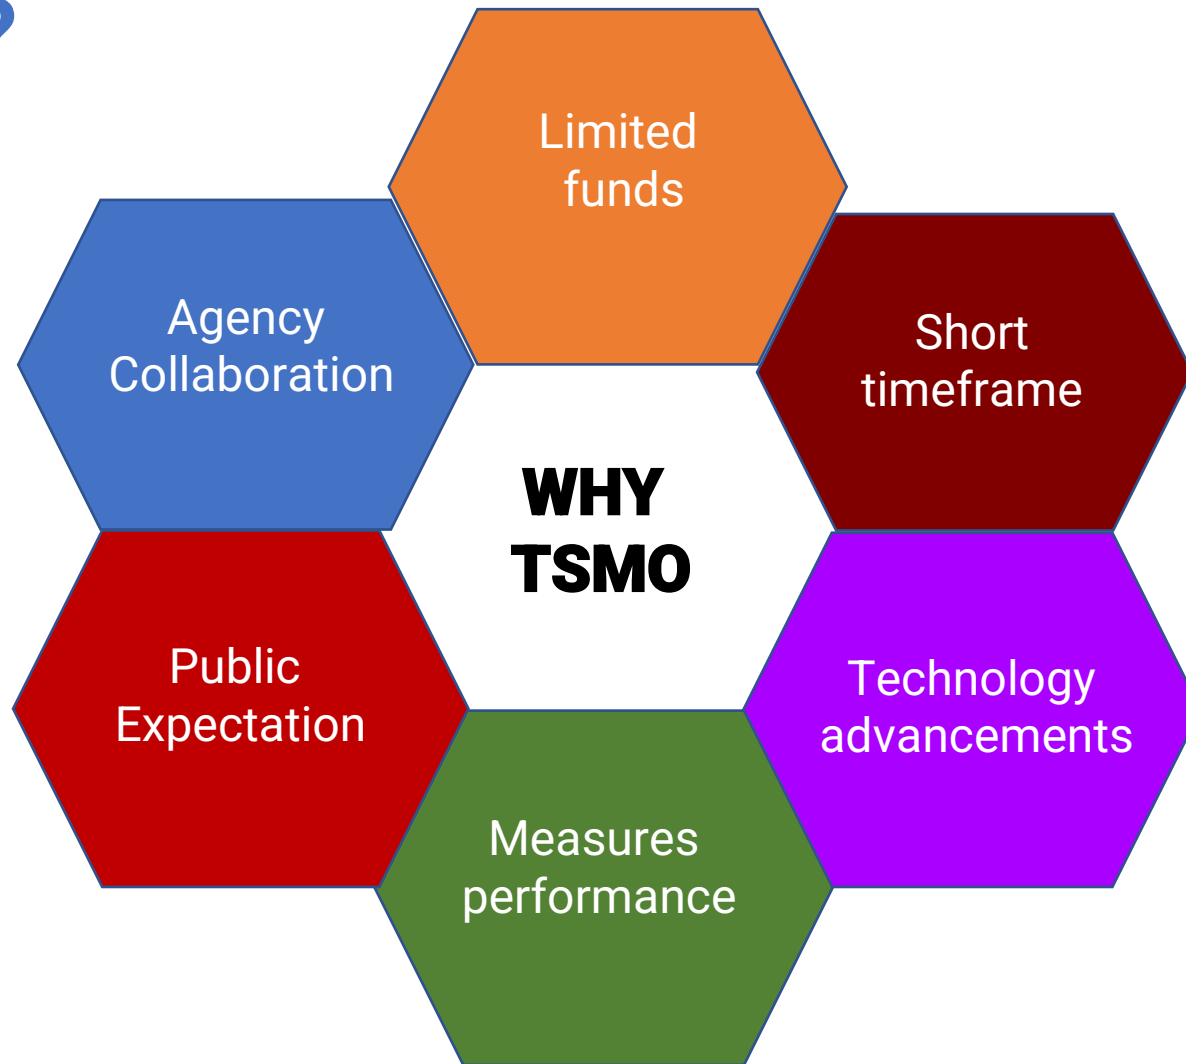 Limited
funds
Agency
Collaboration
Short
timeframe
WHY
TSMO
Public
Expectation
Technology
advancements
Measures
performance